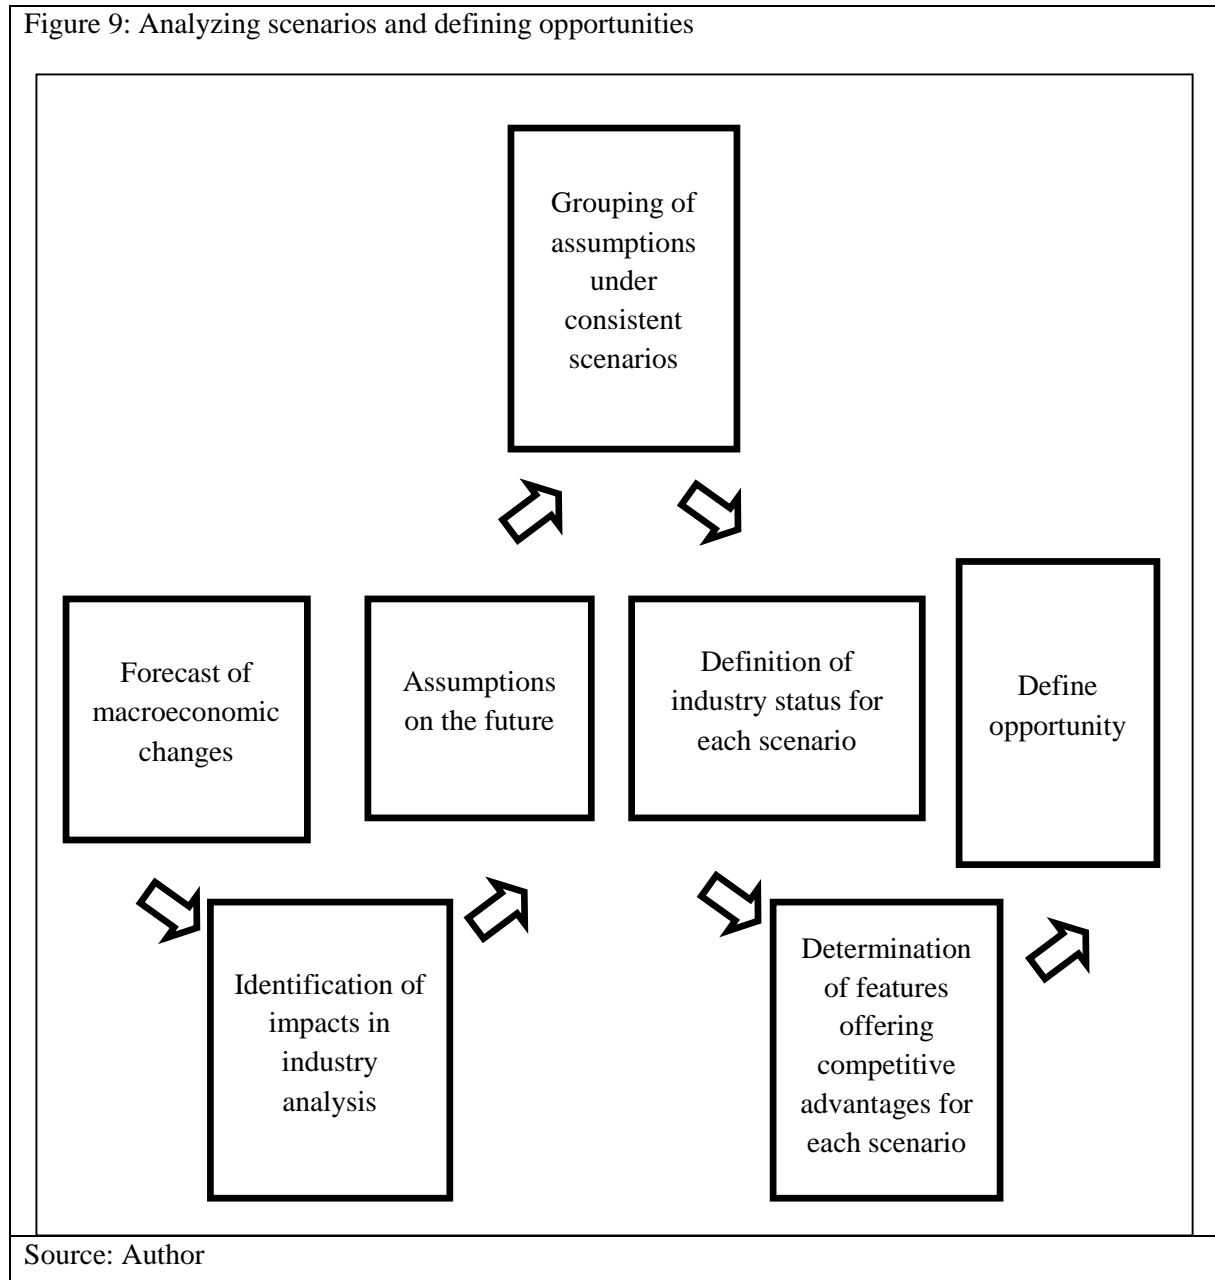 Figure 9: Analyzing scenarios and defining opportunities
Grouping of
assumptions
under
consistent
scenarios
Forecast of
macroeconomic
changes
Assumptions
on the future
Definition of
industry status for
each scenario
Define
opportunity
Identification of
impacts in
industry
analysis
Determination
of features
offering
competitive
advantages for
each scenario
Source: Author